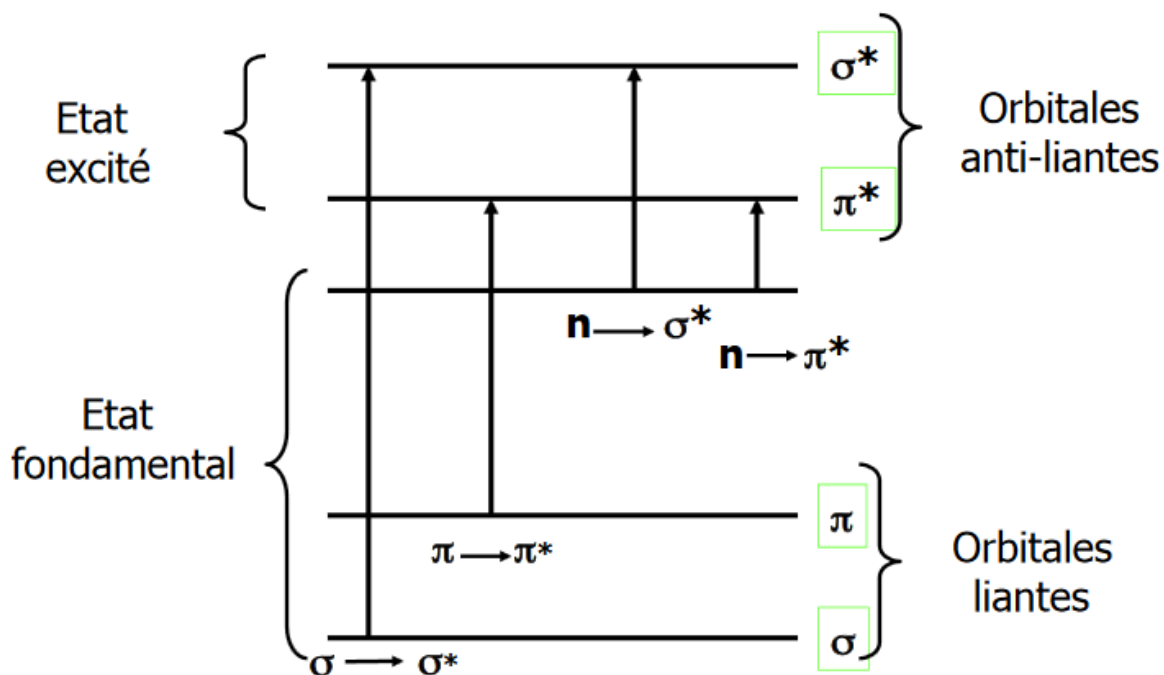 σ*
Etat
excité
Orbitales
anti-liantes
π*
n → σ*
n → π*
Etat
fondamental
π
π → π*
Orbitales
liantes
σ
σ → σ*